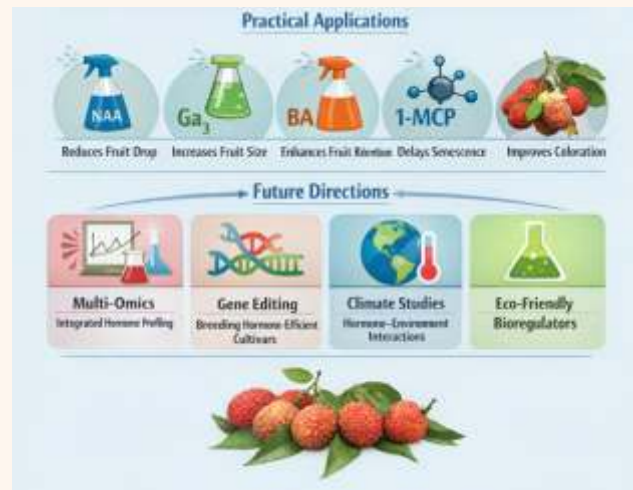 Practical Applications
NAA
Ga3
BA
1-MCP
Reduces Fruit Drop
Increases Fruit Size
Enhances Fruit Retention
Delays Senescence
Improves Coloration
Future Directions
Multi-Omics
Integrated Hormone Profiling
Gene Editing
Breeding Hormone-Efficient
Cultivars
Climate Studies
Hormone-Environment
Interactions
Eco-Friendly
Bioregulators